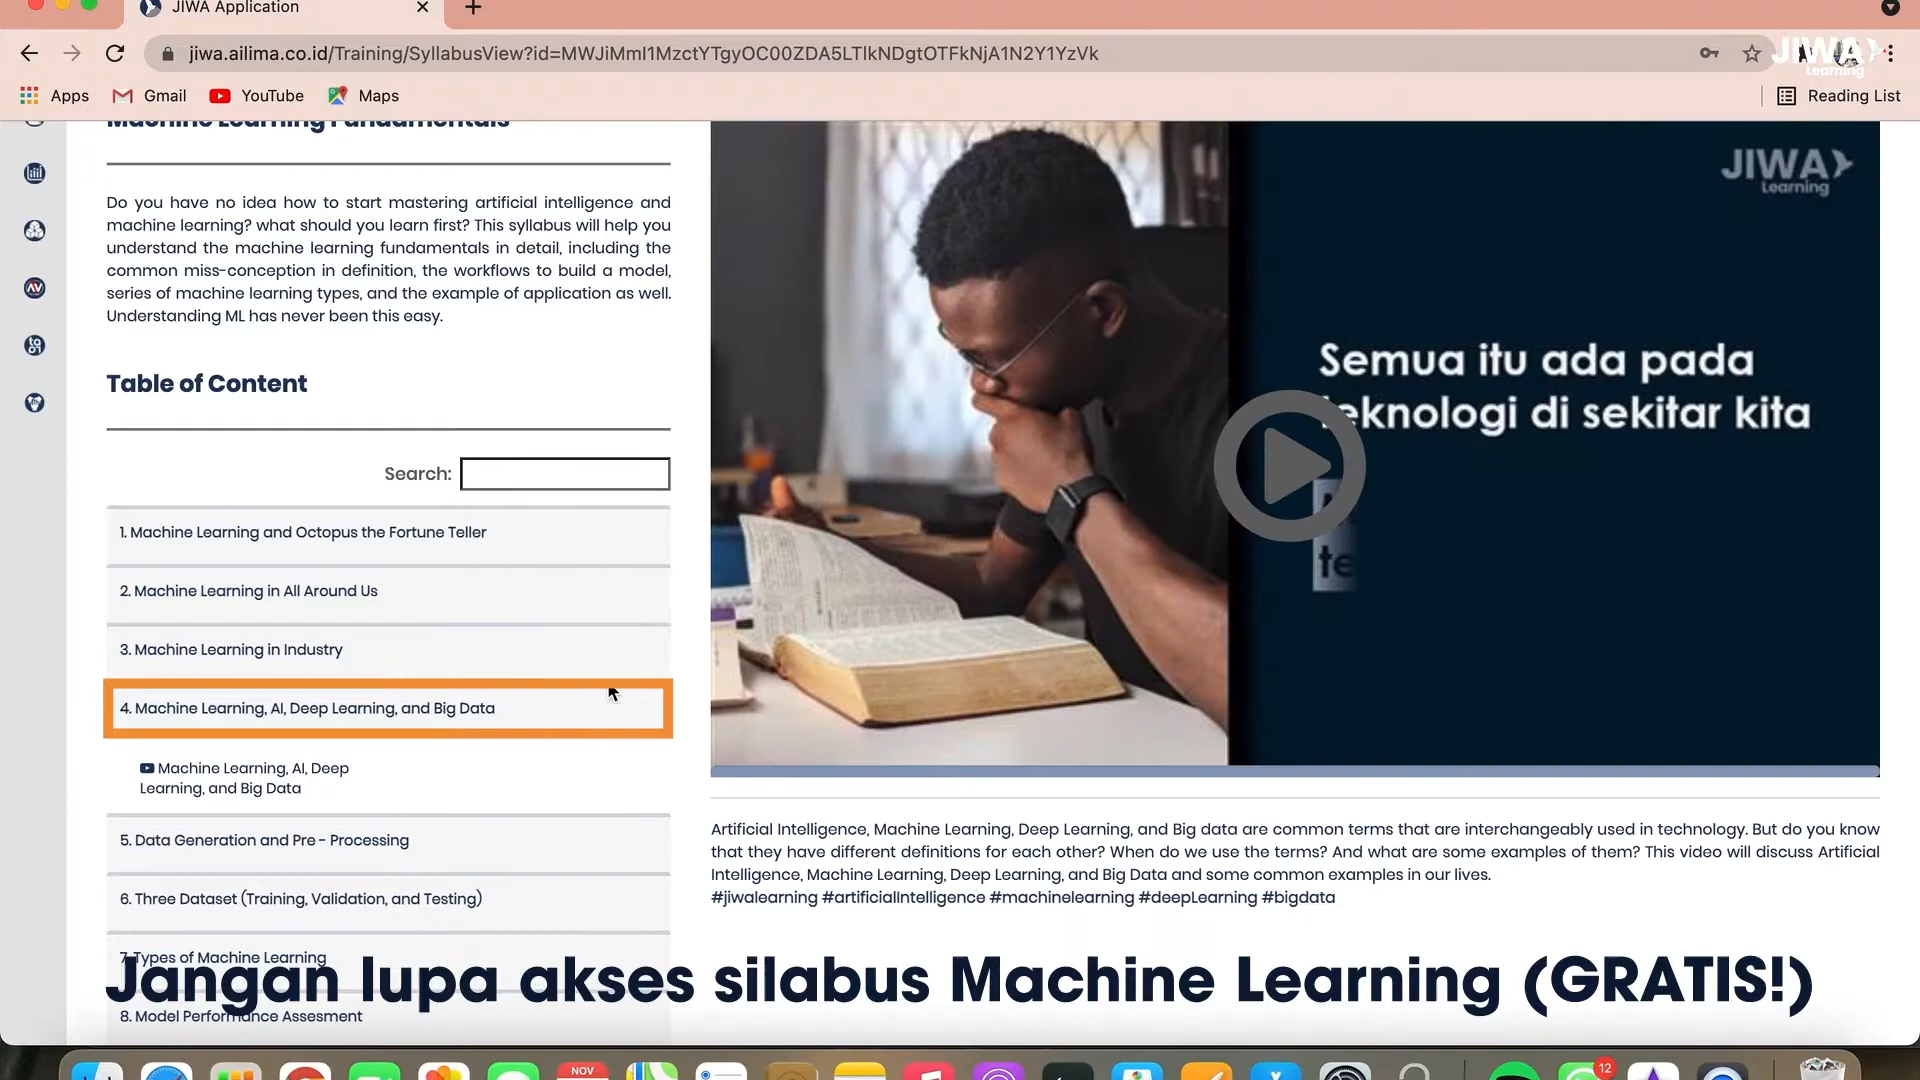 JIWA Application
jiwa.ailima.co.id/Training/SyllabusView?id=MWJiMmI1MzctYTgyOC00ZDA5LTlkNDgtOTFkNjA1N2Y1YzVk
JIWA
Learning
Apps
Gmail
YouTube
Maps
Reading List
Machine Learning Fundamentals
Do you have no idea how to start mastering artificial intelligence and
machine learning? what should you learn first? This syllabus will help you
understand the machine learning fundamentals in detail, including the
common miss-conception in definition, the workflows to build a model,
series of machine learning types, and the example of application as well.
Understanding ML has never been this easy.
Table of Content
Search:
1. Machine Learning and Octopus the Fortune Teller
2. Machine Learning in All Around Us
3. Machine Learning in Industry
4. Machine Learning, AI, Deep Learning, and Big Data
Machine Learning, AI, Deep
Learning, and Big Data
5. Data Generation and Pre - Processing
6. Three Dataset (Training, Validation, and Testing)
7. Types of Machine Learning
8. Model Performance Assesment
JIWA
Learning
Semua itu ada pada
teknologi di sekitar kita
te
Artificial Intelligence, Machine Learning, Deep Learning, and Big data are common terms that are interchangeably used in technology. But do you know
that they have different definitions for each other? When do we use the terms? And what are some examples of them? This video will discuss Artificial
Intelligence, Machine Learning, Deep Learning, and Big Data and some common examples in our lives.
#jiwalearning #artificialIntelligence #machinelearning #deepLearning #bigdata
Jangan lupa akses silabus Machine Learning (GRATIS!)
NOV
12